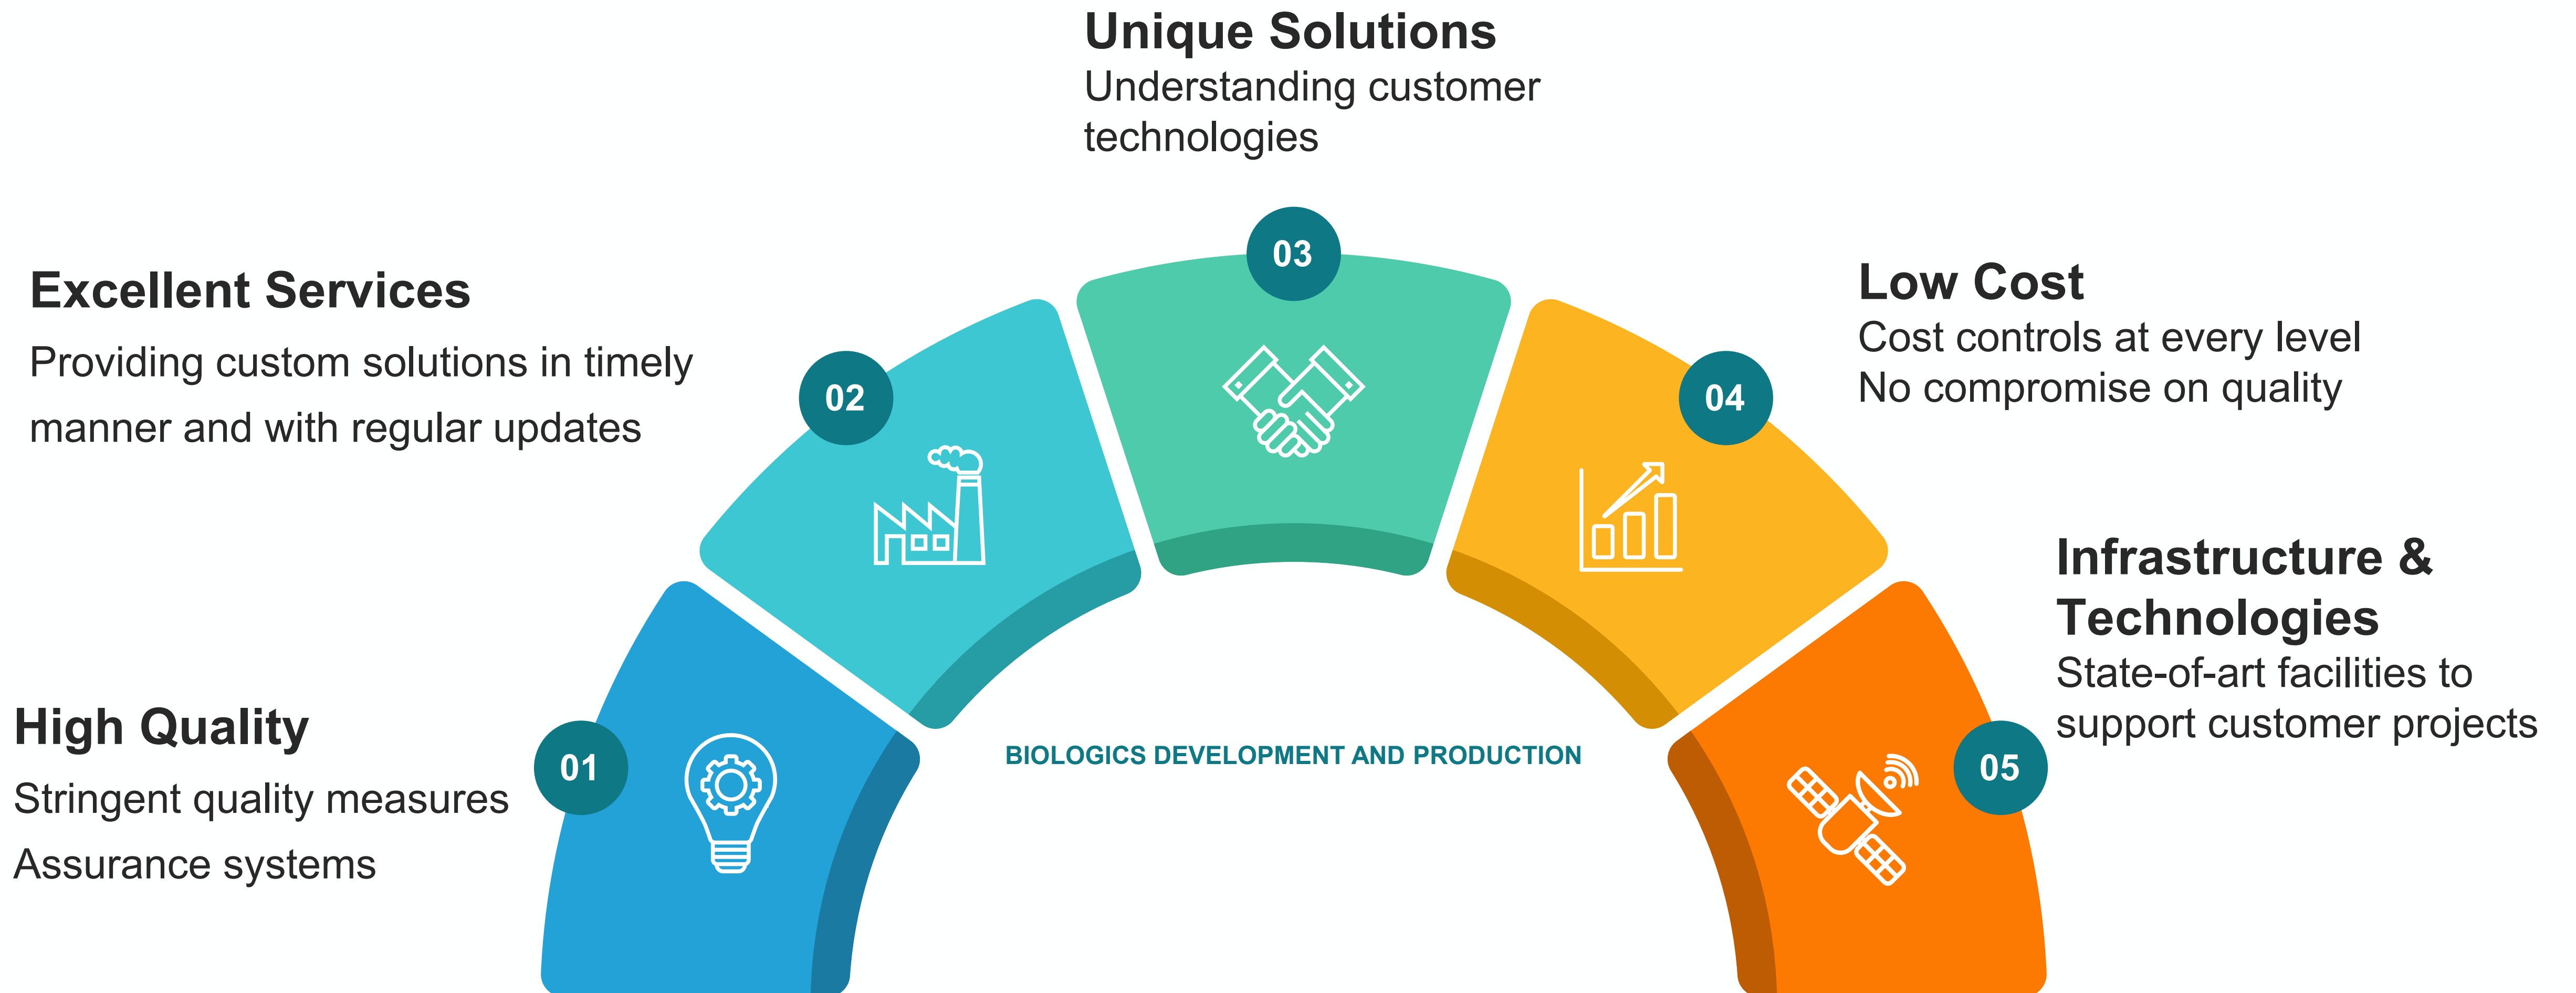 High Quality
Stringent quality measures
Assurance systems
01
Excellent Services
Providing custom solutions in timely
manner and with regular updates
02
Unique Solutions
Understanding customer
technologies
03
Low Cost
Cost controls at every level
No compromise on quality
04
Infrastructure &
Technologies
State-of-art facilities to
support customer projects
05
BIOLOGICS DEVELOPMENT AND PRODUCTION